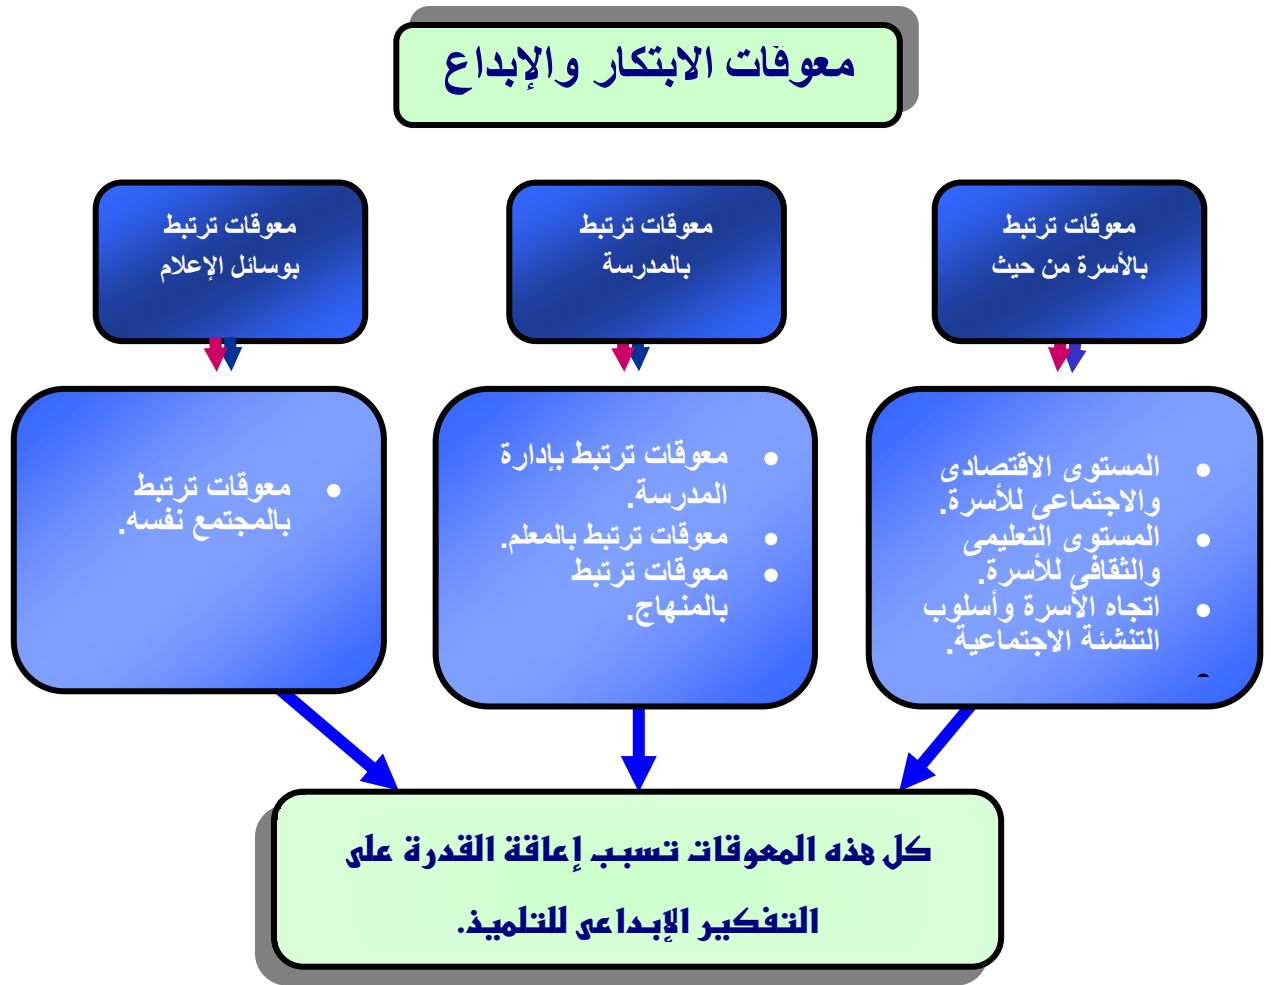 معوقات الابتكار والإبداع
معوقات ترتبط
بالأسرة من حيث
معوقات ترتبط
بالمدرسة
معوقات ترتبط
بوسائل الإعلام
• المستوى الاقتصادى
والاجتماعى للأسرة.
• المستوى التعليمى
والثقافى للأسرة.
• اتجاه الأسرة وأسلوب
التنشئة الاجتماعية.
• معوقات ترتبط بإدارة
المدرسة.
• معوقات ترتبط بالمعلم.
• معوقات ترتبط
بالمنهاج.
• معوقات ترتبط
بالمجتمع نفسه.
كل هذه المعوقات تسبب إعاقة القدرة على
التفكير الإبداعى للتلميذ.